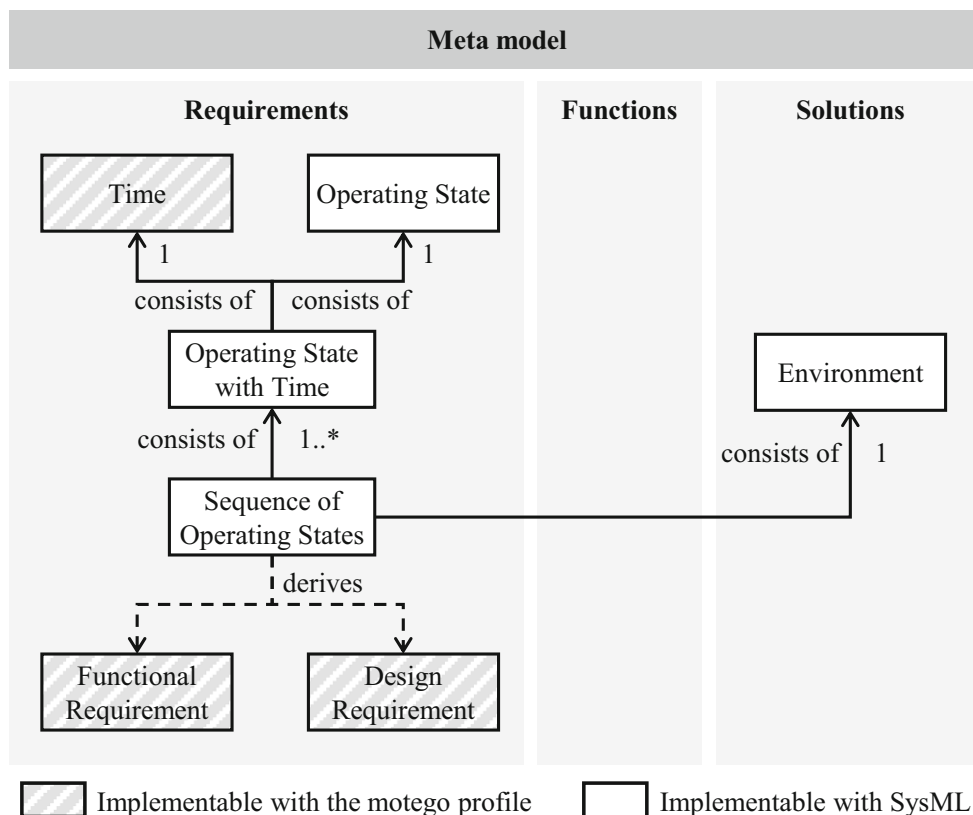 Meta model
Requirements
Functions
Solutions
Time
Operating State
1
1
consists of
consists of
Operating State
with Time
Environment
consists of
1..*
consists of
1
Sequence of
Operating States
derives
Functional
Requirement
Design
Requirement
Implementable with the motego profile
Implementable with SysML